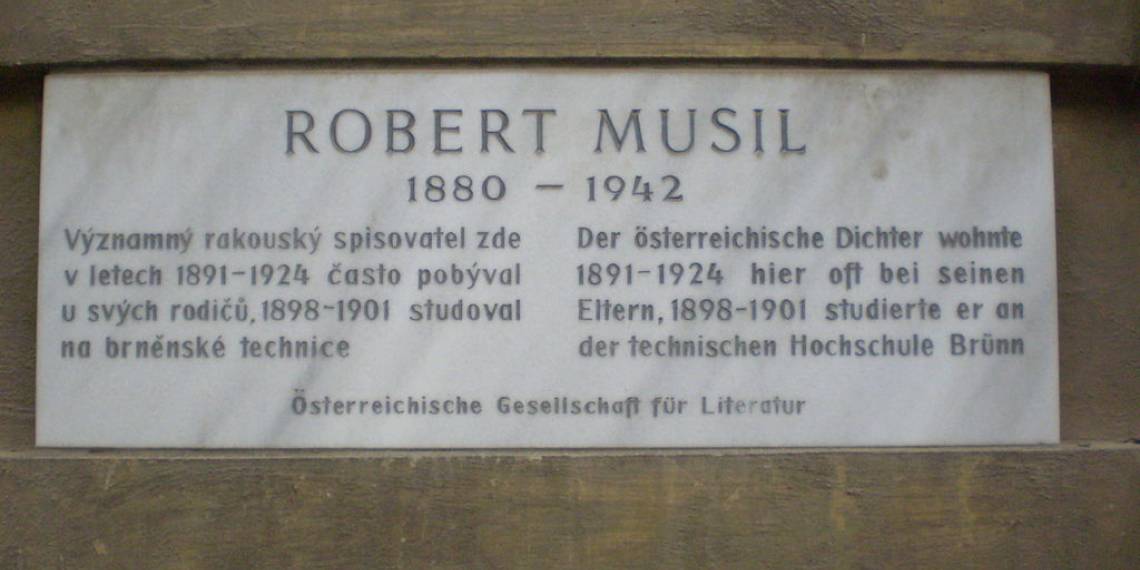 ROBERT MUSIL
1880 – 1942
Významný rakouský spisovatel zde
v letech 1891-1924 často pobýval
u svých rodičů, 1898-1901 studoval
na brněnské technice
Der österreichische Dichter wohnte
1891-1924 hier oft bei seinen
Eltern, 1898-1901 studierte er an
der technischen Hochschule Brünn
Österreichische Gesellschaft für Literatur